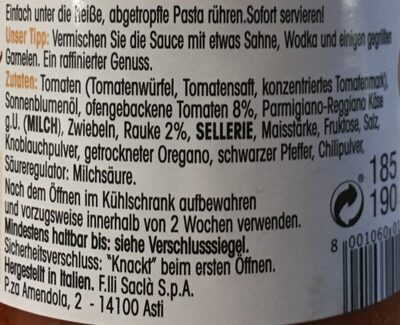 Einfach unter die heiße, abgetropfte Pasta rühren.Sofort servieren!
Unser Tipp: Vermischen Sie die Sauce mit etwas Sahne, Wodka und einigen gegrillten
Garnelen. Ein raffinierter Genuss.
Zutaten: Tomaten (Tomatenwürfel, Tomatensaft, konzentriertes Tomatenmark),
Sonnenblumenöl, ofengebackene Tomaten 8%, Parmigiano-Reggiano Käse
g.U. (MILCH), Zwiebeln, Rauke 2%, SELLERIE, Maisstärke, Fruktose, Salz,
Knoblauchpulver, getrockneter Oregano, schwarzer Pfeffer, Chilipulver,
Säureregulator: Milchsäure.
Nach dem Öffnen im Kühlschrank aufbewahren
und vorzugsweise innerhalb von 2 Wochen verwenden.
Mindestens haltbar bis: siehe Verschlusssiegel.
Sicherheitsverschluss: "Knackt" beim ersten Öffnen.
Hergestellt in Italien. F.lli Saclà S.p.A.
P.za Amendola, 2 - 14100 Asti
185
190
8 001060 0